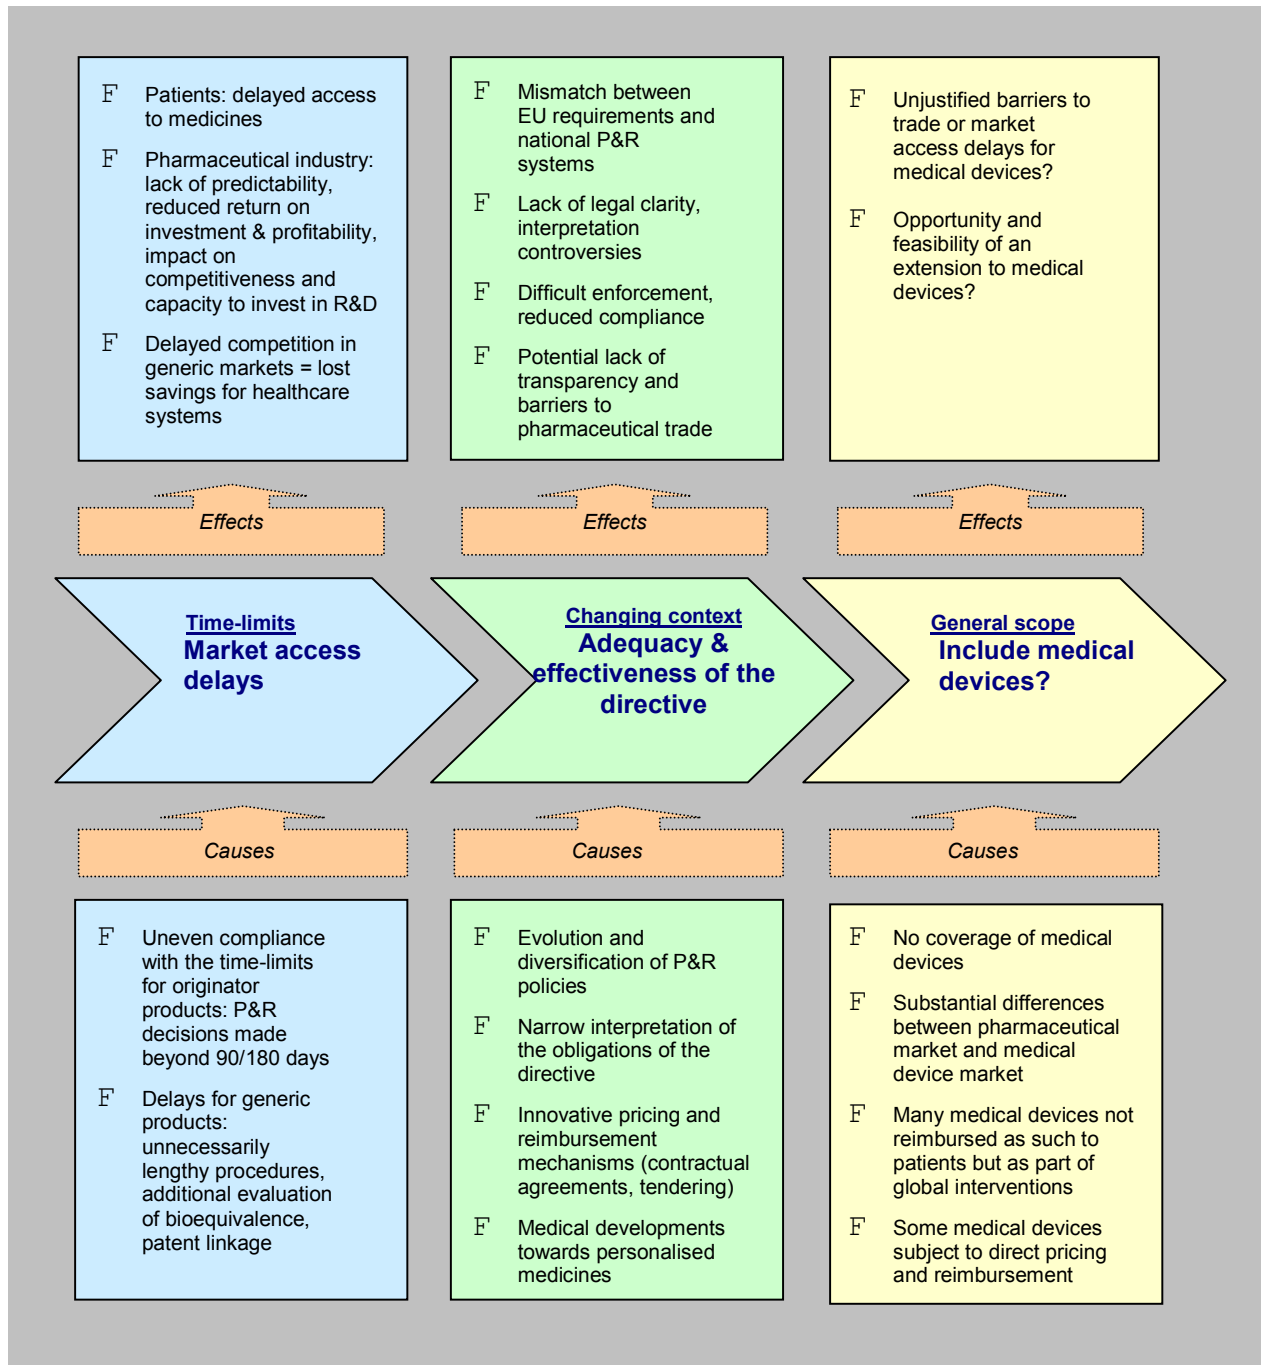 F Patients: delayed access
to medicines
F Pharmaceutical industry:
lack of predictability,
reduced return on
investment & profitability,
impact on
competitiveness and
capacity to invest in R&D
F Delayed competition in
generic markets = lost
savings for healthcare
systems
F Mismatch between
EU requirements and
national P&R
systems
F Lack of legal clarity,
interpretation
controversies
F Difficult enforcement,
reduced compliance
F Potential lack of
transparency and
barriers to
pharmaceutical trade
F Unjustified barriers to
trade or market
access delays for
medical devices?
F Opportunity and
feasibility of an
extension to medical
devices?
Effects
Effects
Effects
Time-limits
Market access
delays
Changing context
Adequacy &
effectiveness of the
directive
General scope
Include medical
devices?
Causes
Causes
Causes
F Uneven compliance
with the time-limits
for originator
products: P&R
decisions made
beyond 90/180 days
F Delays for generic
products:
unnecessarily
lengthy procedures,
additional evaluation
of bioequivalence,
patent linkage
F Evolution and
diversification of P&R
policies
F Narrow interpretation of
the obligations of the
directive
F Innovative pricing and
reimbursement
mechanisms (contractual
agreements, tendering)
F Medical developments
towards personalised
medicines
F No coverage of medical
devices
F Substantial differences
between pharmaceutical
market and medical
device market
F Many medical devices not
reimbursed as such to
patients but as part of
global interventions
F Some medical devices
subject to direct pricing
and reimbursement